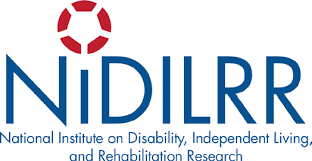 NiDILRR
National Institute on Disability, Independent Living,
and Rehabilitation Research